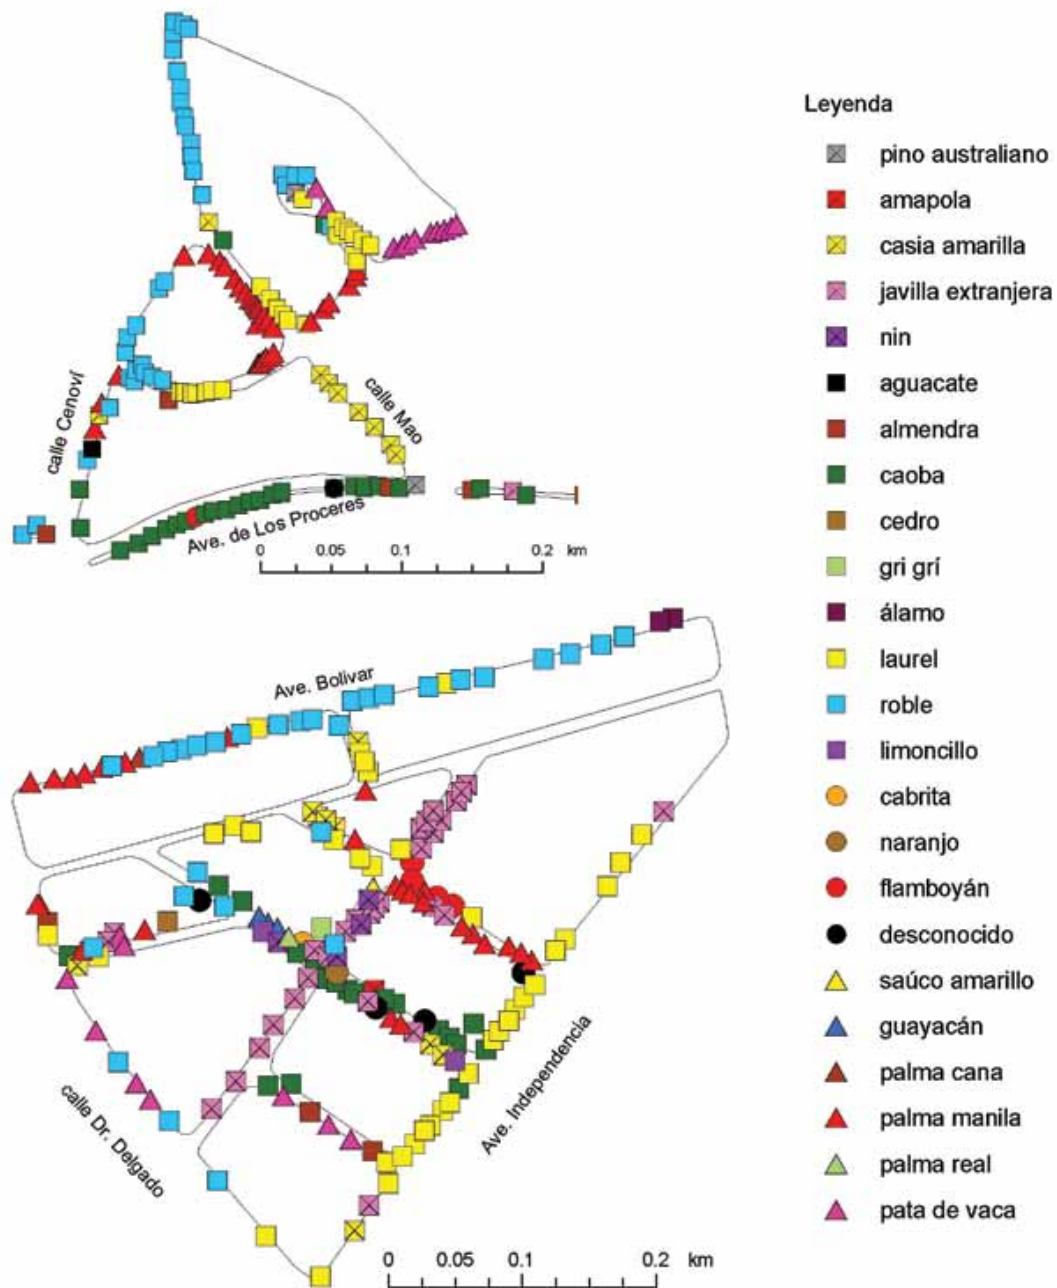 Leyenda
pino australiano
amapola
casia amarilla
javilla extranjera
nin
aguacate
almendra
caoba
cedro
gri grí
álamo
laurel
roble
limoncillo
cabrita
naranjo
flamboyán
desconocido
saúco amarillo
guayacán
palma cana
palma manila
palma real
pata de vaca
calle Cenoví
calle Mao
Ave. de Los Proceres
0 0.05 0.1 0.2 km
Ave. Bolivar
Ave. Independencia
calle Dr. Delgado
0 0.05 0.1 0.2 km